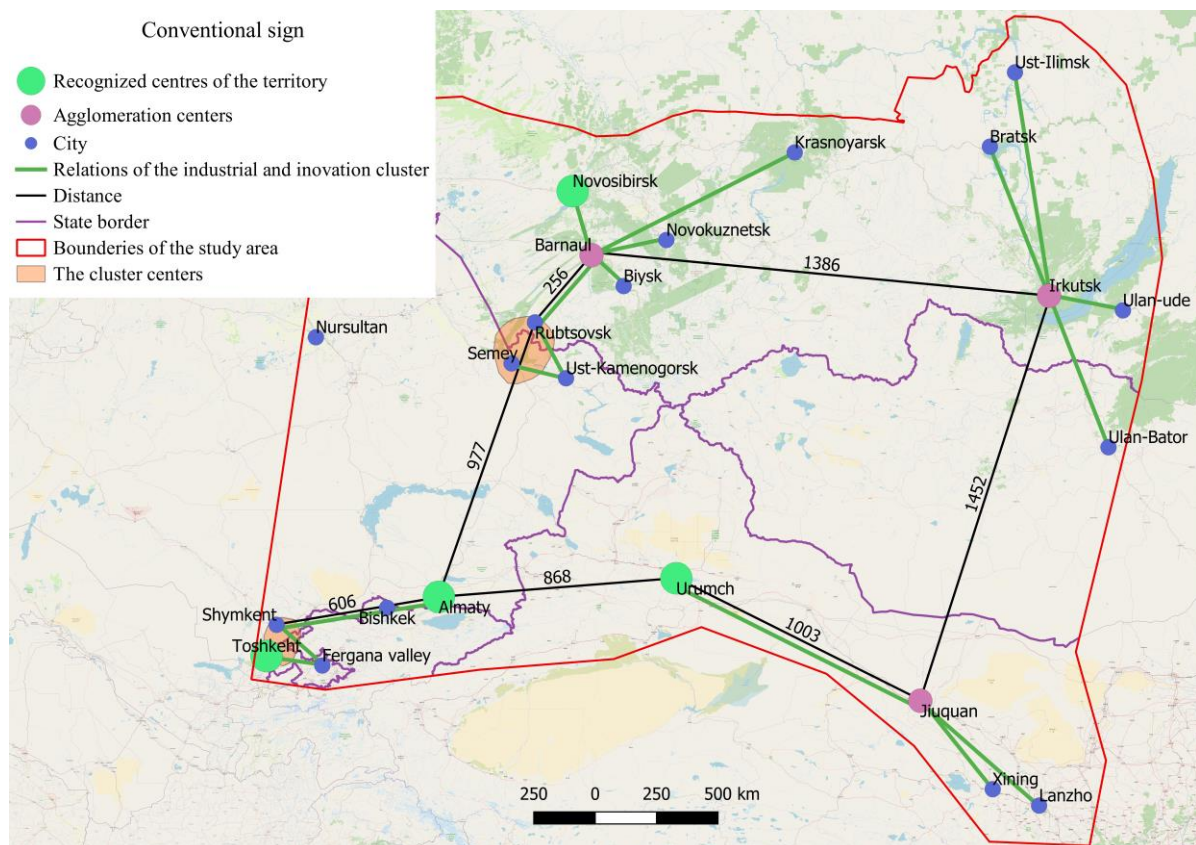 Conventional sign
Recognized centres of the territory
Agglomeration centers
City
Relations of the industrial and inovation cluster
Distance
State border
Bounderies of the study area
The cluster centers
Ust-Ilimsk
Bratsk
Krasnoyarsk
Novosibirsk
Novokuznetsk
Barnaul
Biysk
1386
256
Irkutsk
Ulan-ude
Rubtsovsk
Nursultan
Semey
Ust-Kamenogorsk
Ulan-Bator
977
1452
868
Urumch
606
Almaty
Shymkent
Bishkek
1003
Toshkent
Fergana valley
Jiuquan
Xining
Lanzho
250 0 250 500 km